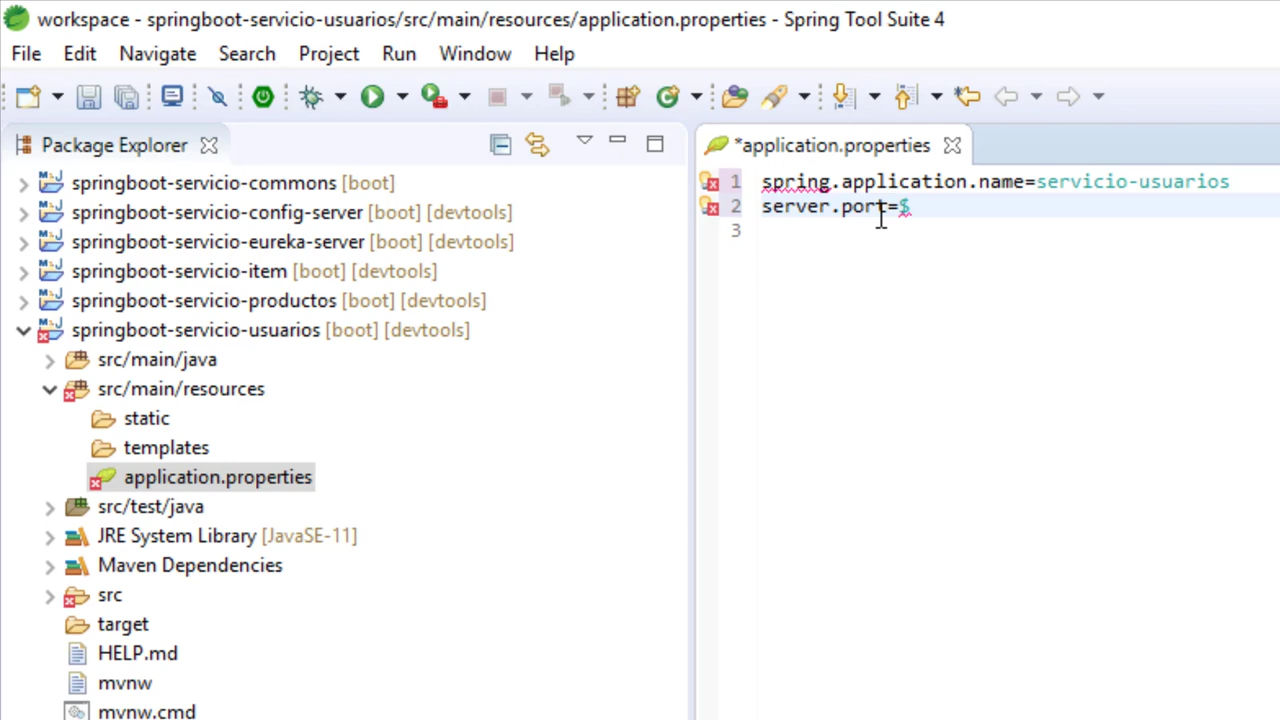 workspace - springboot-servicio-usuarios/src/main/resources/application.properties - Spring Tool Suite 4
File Edit Navigate Search Project Run Window Help
Package Explorer
springboot-servicio-commons [boot]
springboot-servicio-config-server [boot] [devtools]
springboot-servicio-eureka-server [boot] [devtools]
springboot-servicio-item [boot] [devtools]
springboot-servicio-productos [boot] [devtools]
springboot-servicio-usuarios [boot] [devtools]
src/main/java
src/main/resources
static
templates
application.properties
src/test/java
JRE System Library [JavaSE-11]
Maven Dependencies
src
target
HELP.md
mvnw
mvnw.cmd
*application.properties
1 spring.application.name=servicio-usuarios
2 server.port=$
3